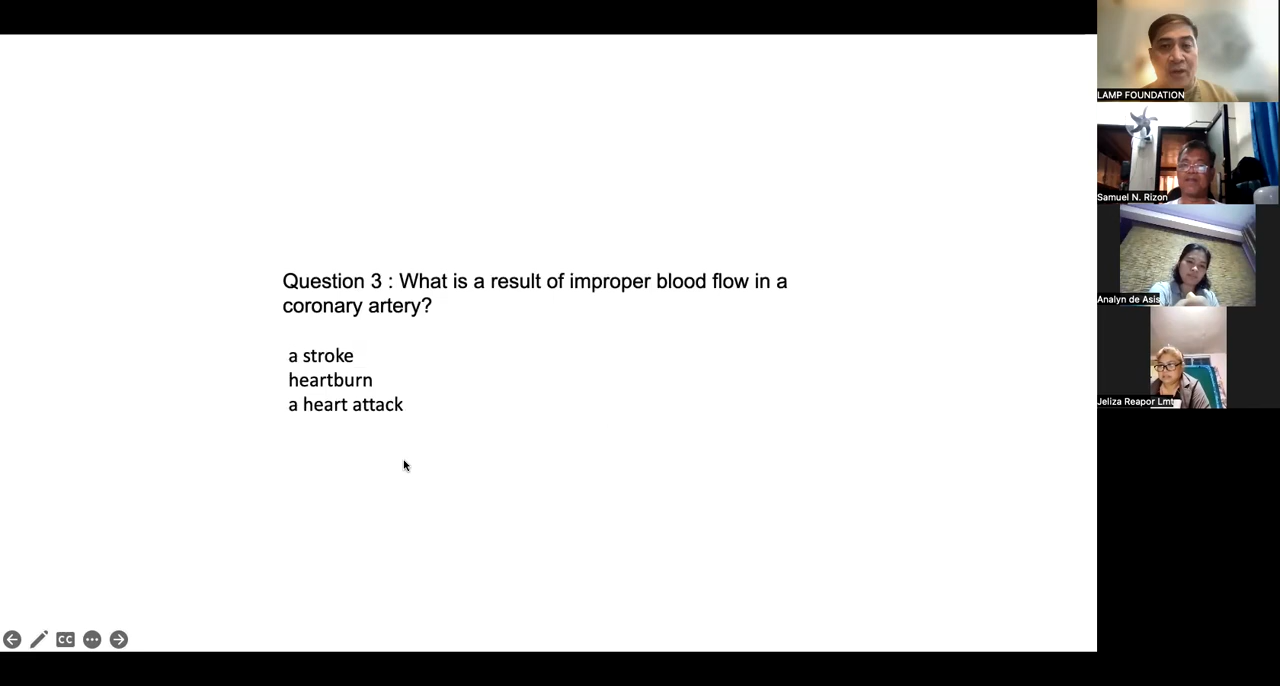 Question 3 : What is a result of improper blood flow in a
coronary artery?
a stroke
heartburn
a heart attack
CC
LAMP FOUNDATION
Samuel N. Rizon
Analyn de Asis
Jeliza Reapor Lmt